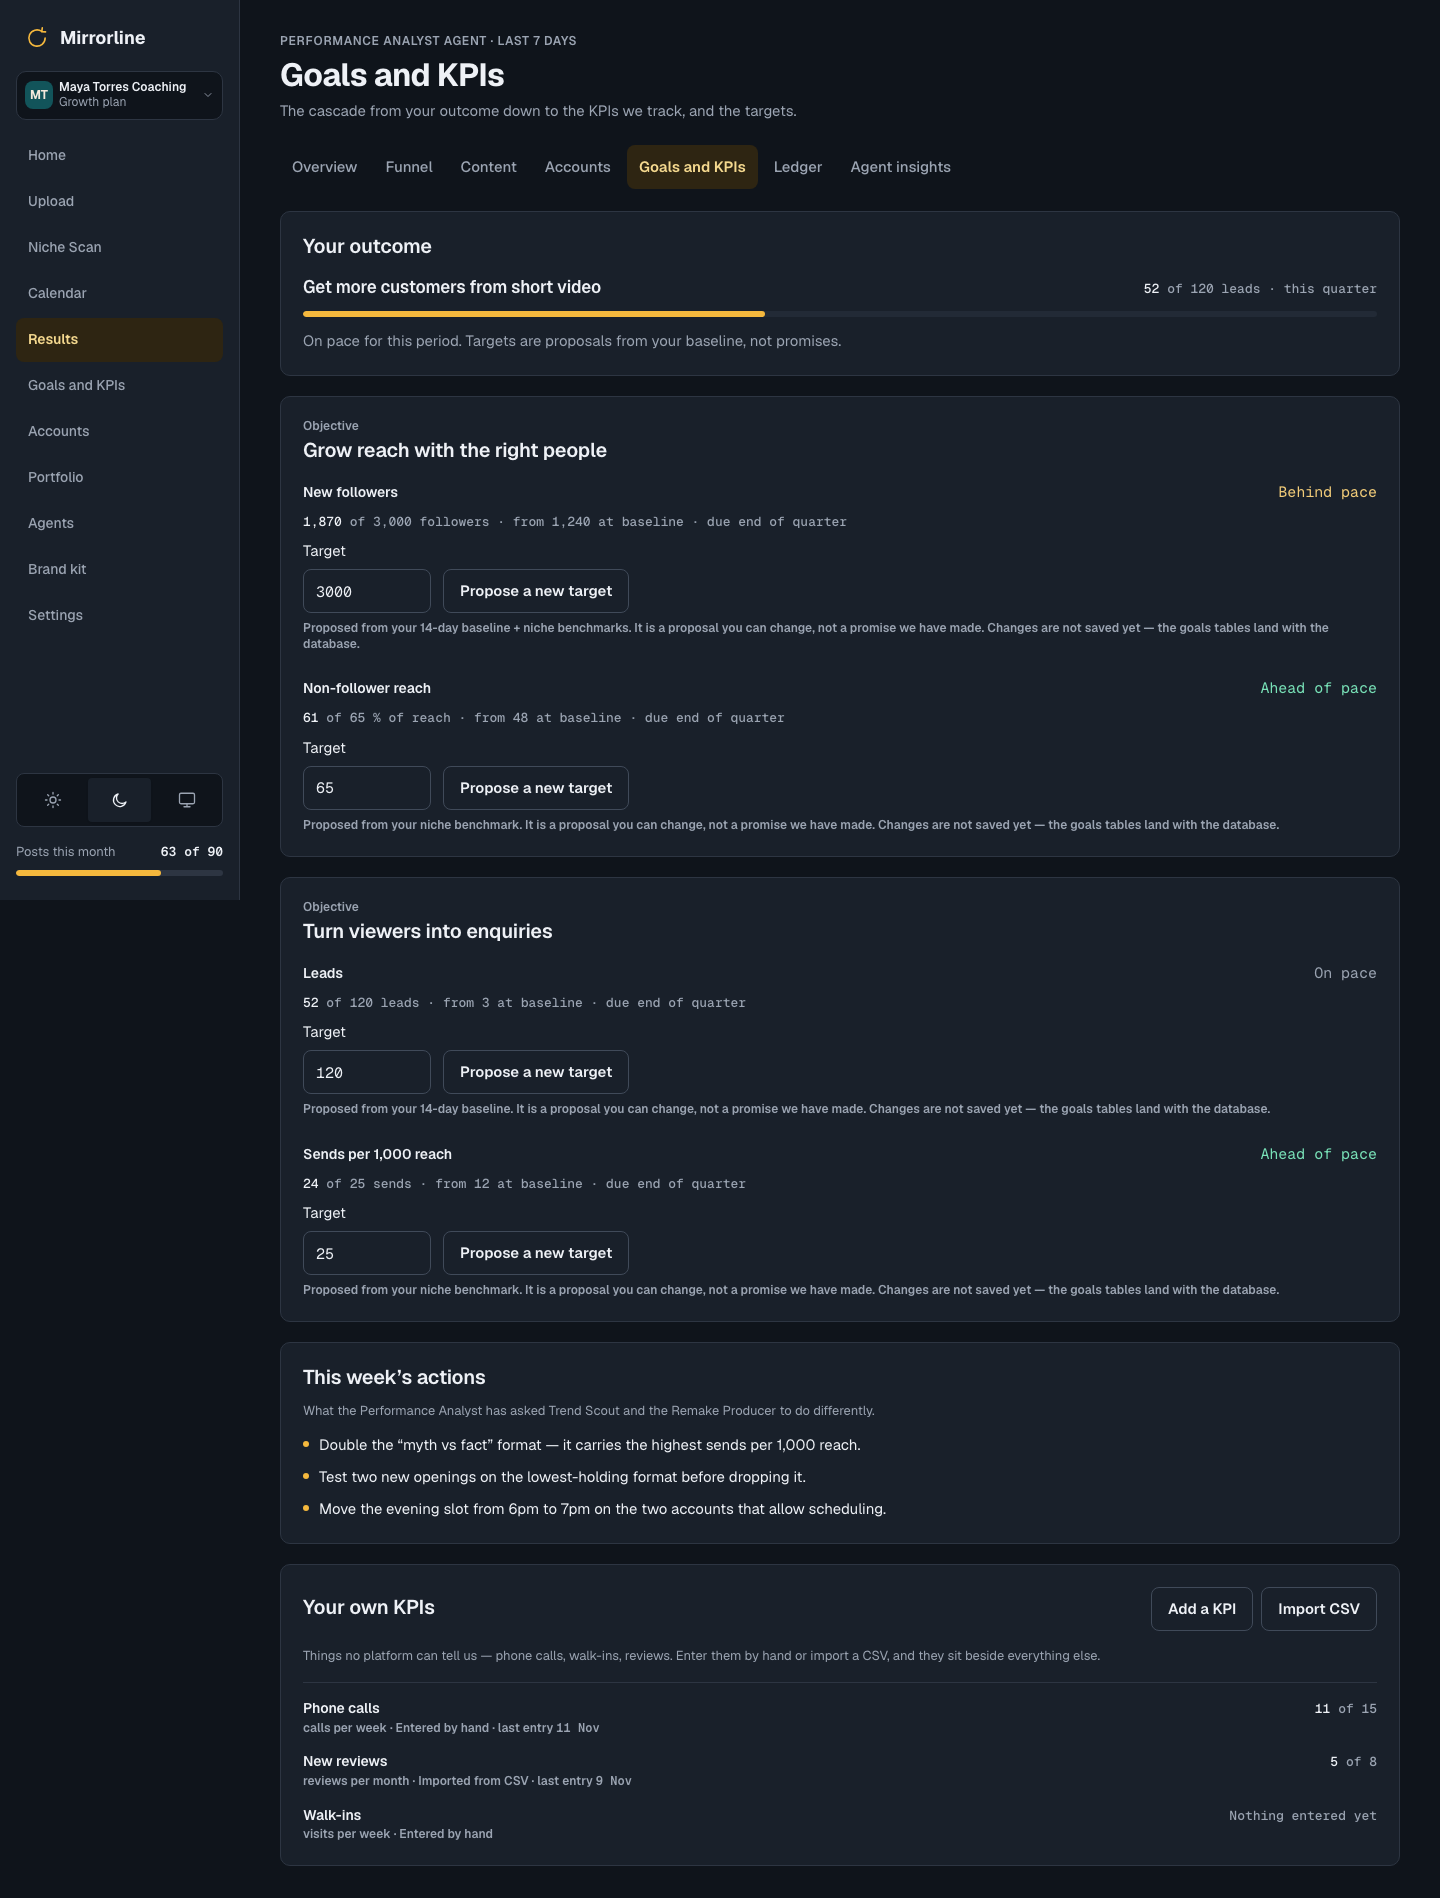 Mirrorline
MT
Maya Torres Coaching
Growth plan
Home
Upload
Niche Scan
Calendar
Results
Goals and KPIs
Accounts
Portfolio
Agents
Brand kit
Settings
Posts this month
63 of 90
PERFORMANCE ANALYST AGENT · LAST 7 DAYS
Goals and KPIs
The cascade from your outcome down to the KPIs we track, and the targets.
Overview
Funnel
Content
Accounts
Goals and KPIs
Ledger
Agent insights
Your outcome
Get more customers from short video
52 of 120 leads · this quarter
On pace for this period. Targets are proposals from your baseline, not promises.
Objective
Grow reach with the right people
New followers
Behind pace
1,870 of 3,000 followers · from 1,240 at baseline · due end of quarter
Target
3000
Propose a new target
Proposed from your 14-day baseline + niche benchmarks. It is a proposal you can change, not a promise we have made. Changes are not saved yet — the goals tables land with the
database.
Non-follower reach
Ahead of pace
61 of 65 % of reach · from 48 at baseline · due end of quarter
Target
65
Propose a new target
Proposed from your niche benchmark. It is a proposal you can change, not a promise we have made. Changes are not saved yet — the goals tables land with the database.
Objective
Turn viewers into enquiries
Leads
On pace
52 of 120 leads · from 3 at baseline · due end of quarter
Target
120
Propose a new target
Proposed from your 14-day baseline. It is a proposal you can change, not a promise we have made. Changes are not saved yet — the goals tables land with the database.
Sends per 1,000 reach
Ahead of pace
24 of 25 sends · from 12 at baseline · due end of quarter
Target
25
Propose a new target
Proposed from your niche benchmark. It is a proposal you can change, not a promise we have made. Changes are not saved yet — the goals tables land with the database.
This week’s actions
What the Performance Analyst has asked Trend Scout and the Remake Producer to do differently.
Double the “myth vs fact” format — it carries the highest sends per 1,000 reach.
Test two new openings on the lowest-holding format before dropping it.
Move the evening slot from 6pm to 7pm on the two accounts that allow scheduling.
Your own KPIs
Add a KPI
Import CSV
Things no platform can tell us — phone calls, walk-ins, reviews. Enter them by hand or import a CSV, and they sit beside everything else.
Phone calls
11 of 15
calls per week · Entered by hand · last entry 11 Nov
New reviews
5 of 8
reviews per month · Imported from CSV · last entry 9 Nov
Walk-ins
Nothing entered yet
visits per week · Entered by hand